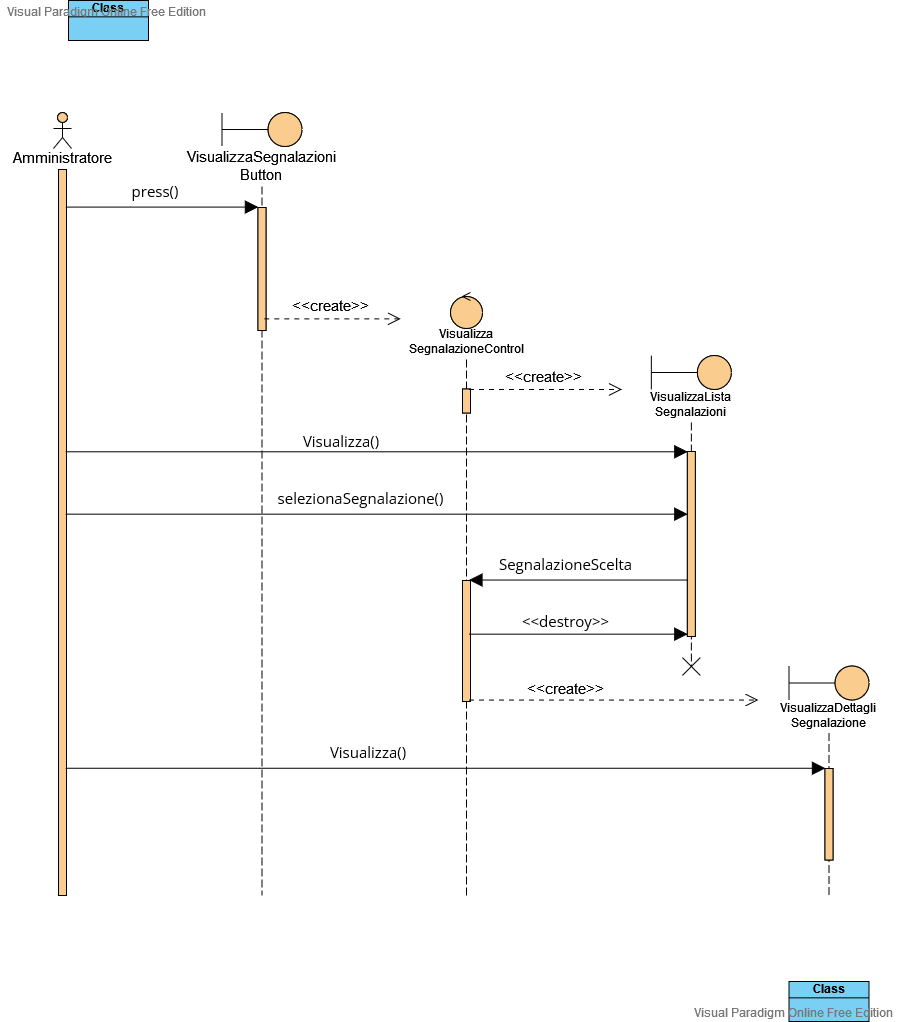 Class
Visual Paradigm Online Free Edition
Amministratore
VisualizzaSegnalazioni
Button
press()
<<create>>
Visualizza
SegnalazioneControl
<<create>>
VisualizzaLista
Segnalazioni
Visualizza()
selezionaSegnalazione()
SegnalazioneScelta
<<destroy>>
<<create>>
VisualizzaDettagli
Segnalazione
Visualizza()
Class
Visual Paradigm Online Free Edition